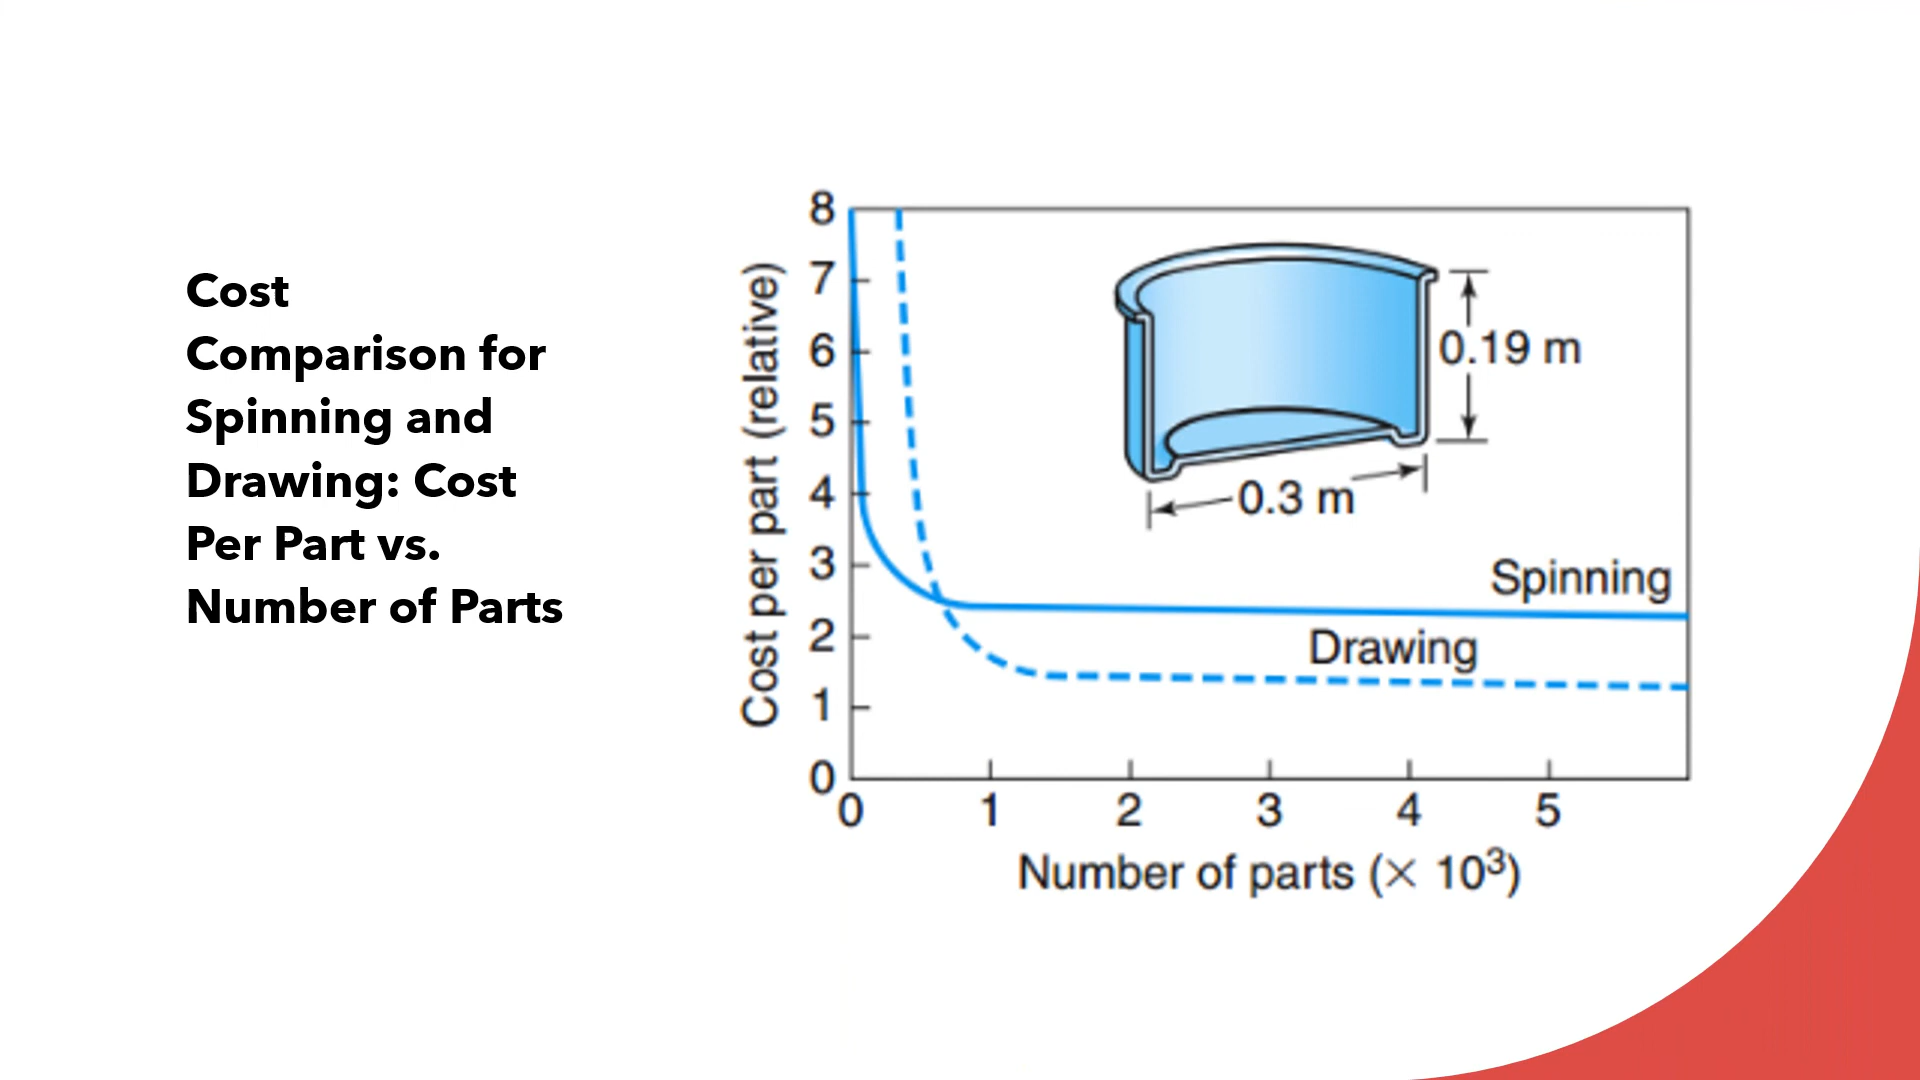 Cost
Comparison for
Spinning and
Drawing: Cost
Per Part vs.
Number of Parts
Cost per part (relative)
8
7
6
5
4
3
2
1
0
0.19 m
0.3 m
Spinning
Drawing
0 1 2 3 4 5
Number of parts (× 10³)